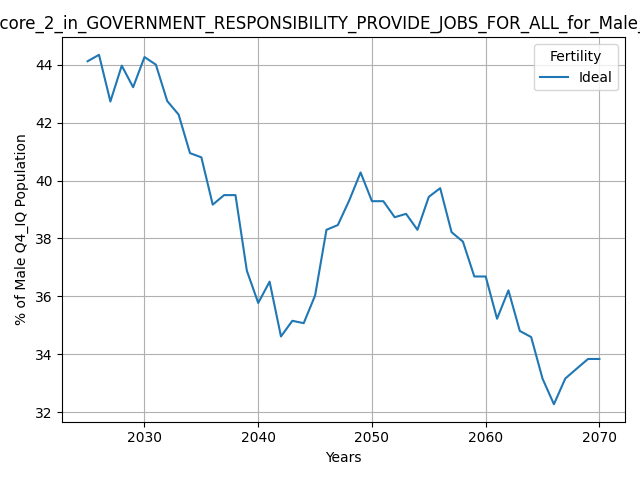 core_2_in_GOVERNMENT_RESPONSIBILITY_PROVIDE_JOBS_FOR_ALL_for_Male_
Fertility
Ideal
44
42
40
38
36
34
32
% of Male Q4_IQ Population
2030
2040
2050
2060
2070
Years